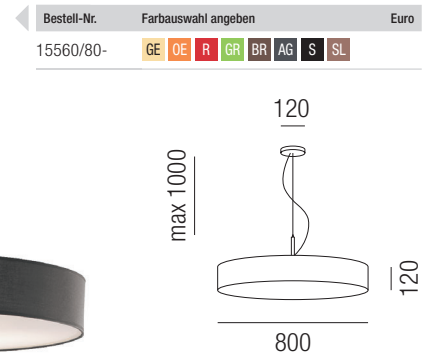 Bestell-Nr. Farbauswahl angeben Euro
15560/80- GE OE R GR BR AG S SL
120
max 1000
120
800